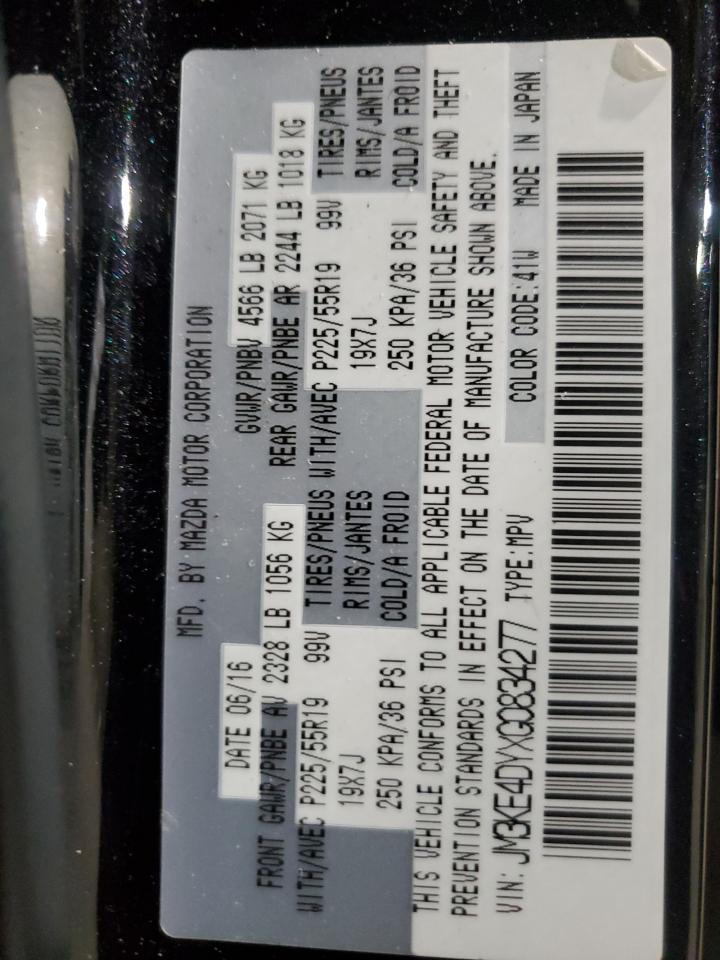 MFD. BY MAZDA MOTOR CORPORATION
DATE 06/16 GVWR/PNBV 4566 LB 2071 KG
FRONT GAWR/PNBE AV 2328 LB 1056 KG REAR GAWR/PNBE AR 2244 LB 1018 KG
WITH/AVEC P225/55R19 99V TIRES/PNEUS WITH/AVEC P225/55R19 99V TIRES/PNEUS
19X7J RIMS/JANTES 19X7J RIMS/JANTES
250 KPA/36 PSI COLD/A FROID 250 KPA/36 PSI COLD/A FROID
THIS VEHICLE CONFORMS TO ALL APPLICABLE FEDERAL MOTOR VEHICLE SAFETY AND THEFT
PREVENTION STANDARDS IN EFFECT ON THE DATE OF MANUFACTURE SHOWN ABOVE.
VIN: JM3KE4DYXG0834277 TYPE:MPV COLOR CODE:41W MADE IN JAPAN